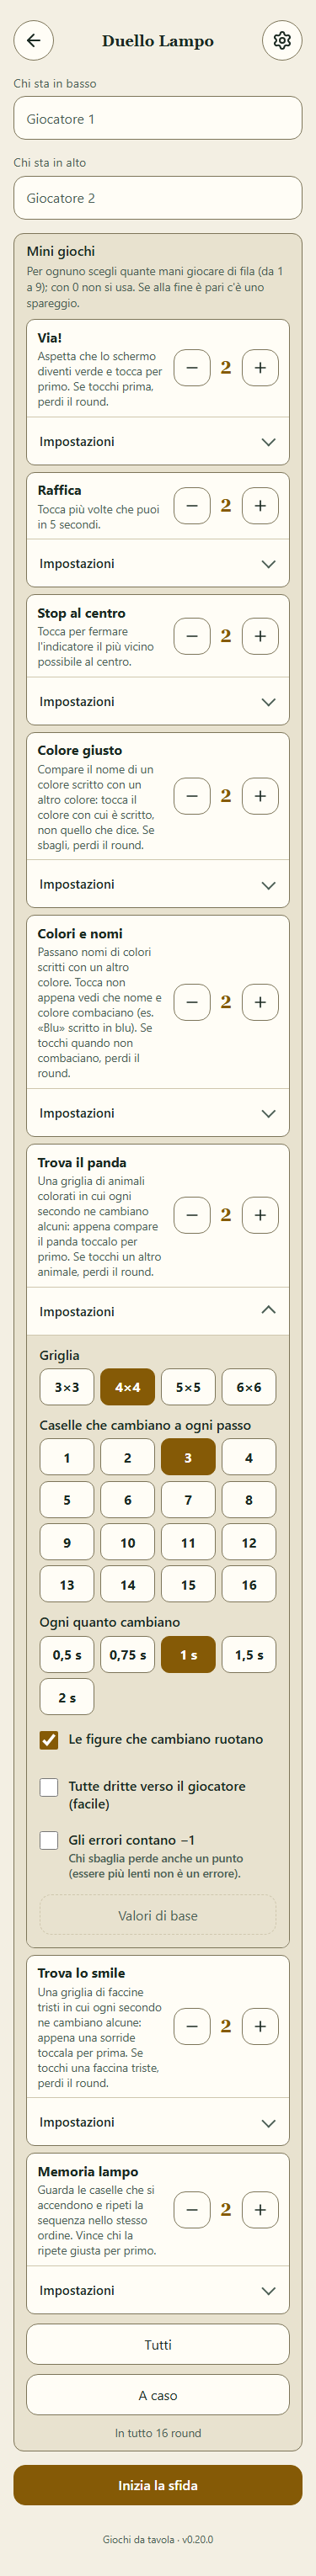 Duello Lampo
Chi sta in basso
Giocatore 1
Chi sta in alto
Giocatore 2
Mini giochi
Per ognuno scegli quante mani giocare di fila (da 1
a 9); con 0 non si usa. Se alla fine è pari c'è uno
spareggio.
Via!
Aspetta che lo schermo
diventi verde e tocca per
primo. Se tocchi prima,
perdi il round.
− 2 +
Impostazioni
Raffica
Tocca più volte che puoi
in 5 secondi.
− 2 +
Impostazioni
Stop al centro
Tocca per fermare
l'indicatore il più vicino
possibile al centro.
− 2 +
Impostazioni
Colore giusto
Compare il nome di un
colore scritto con un
altro colore: tocca il
colore con cui è scritto,
non quello che dice. Se
sbagli, perdi il round.
− 2 +
Impostazioni
Colori e nomi
Passano nomi di colori
scritti con un altro
colore. Tocca non
appena vedi che nome e
colore combaciano (es.
«Blu» scritto in blu). Se
tocchi quando non
combaciano, perdi il
round.
− 2 +
Impostazioni
Trova il panda
Una griglia di animali
colorati in cui ogni
secondo ne cambiano
alcuni: appena compare
il panda toccalo per
primo. Se tocchi un altro
animale, perdi il round.
− 2 +
Impostazioni
Griglia
3×3 4×4 5×5 6×6
Caselle che cambiano a ogni passo
1 2 3 4
5 6 7 8
9 10 11 12
13 14 15 16
Ogni quanto cambiano
0,5 s 0,75 s 1 s 1,5 s
2 s
Le figure che cambiano ruotano
Tutte dritte verso il giocatore
(facile)
Gli errori contano −1
Chi sbaglia perde anche un punto
(essere più lenti non è un errore).
Valori di base
Trova lo smile
Una griglia di faccine
tristi in cui ogni secondo
ne cambiano alcune:
appena una sorride
toccala per prima. Se
tocchi una faccina triste,
perdi il round.
− 2 +
Impostazioni
Memoria lampo
Guarda le caselle che si
accendono e ripeti la
sequenza nello stesso
ordine. Vince chi la
ripete giusta per primo.
− 2 +
Impostazioni
Tutti
A caso
In tutto 16 round
Inizia la sfida
Giochi da tavola · v0.20.0